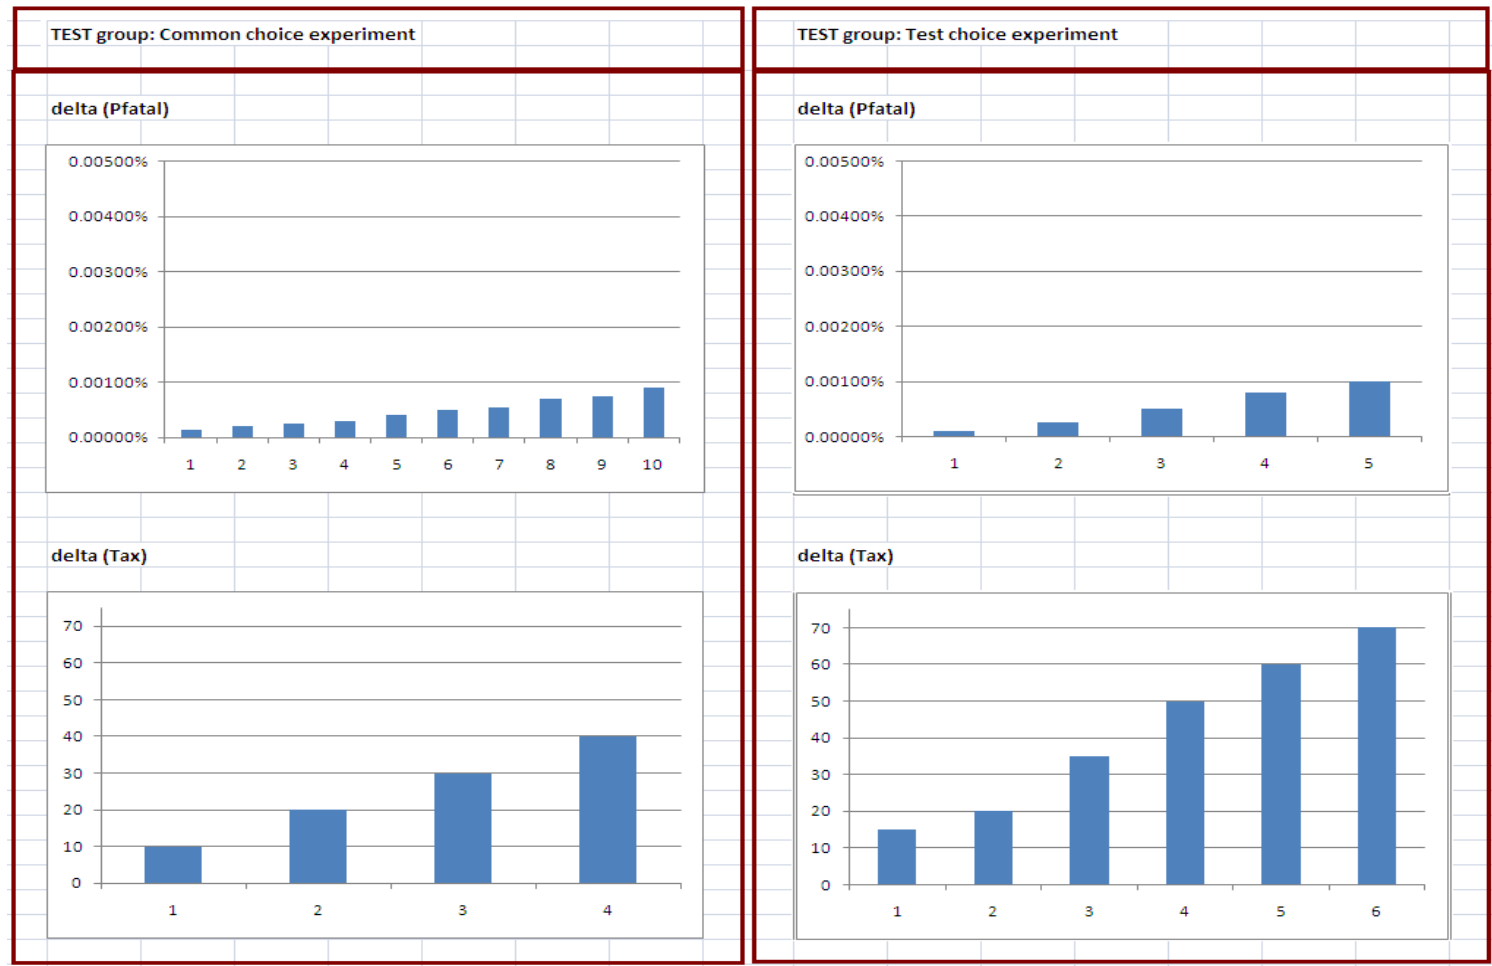 TEST group: Common choice experiment
delta (Pfatal)
0.00500%
0.00400%
0.00300%
0.00200%
0.00100%
0.00000%
1 2 3 4 5 6 7 8 9 10
delta (Tax)
70
60
50
40
30
20
10
0
1 2 3 4
TEST group: Test choice experiment
delta (Pfatal)
0.00500%
0.00400%
0.00300%
0.00200%
0.00100%
0.00000%
1 2 3 4 5
delta (Tax)
70
60
50
40
30
20
10
0
1 2 3 4 5 6